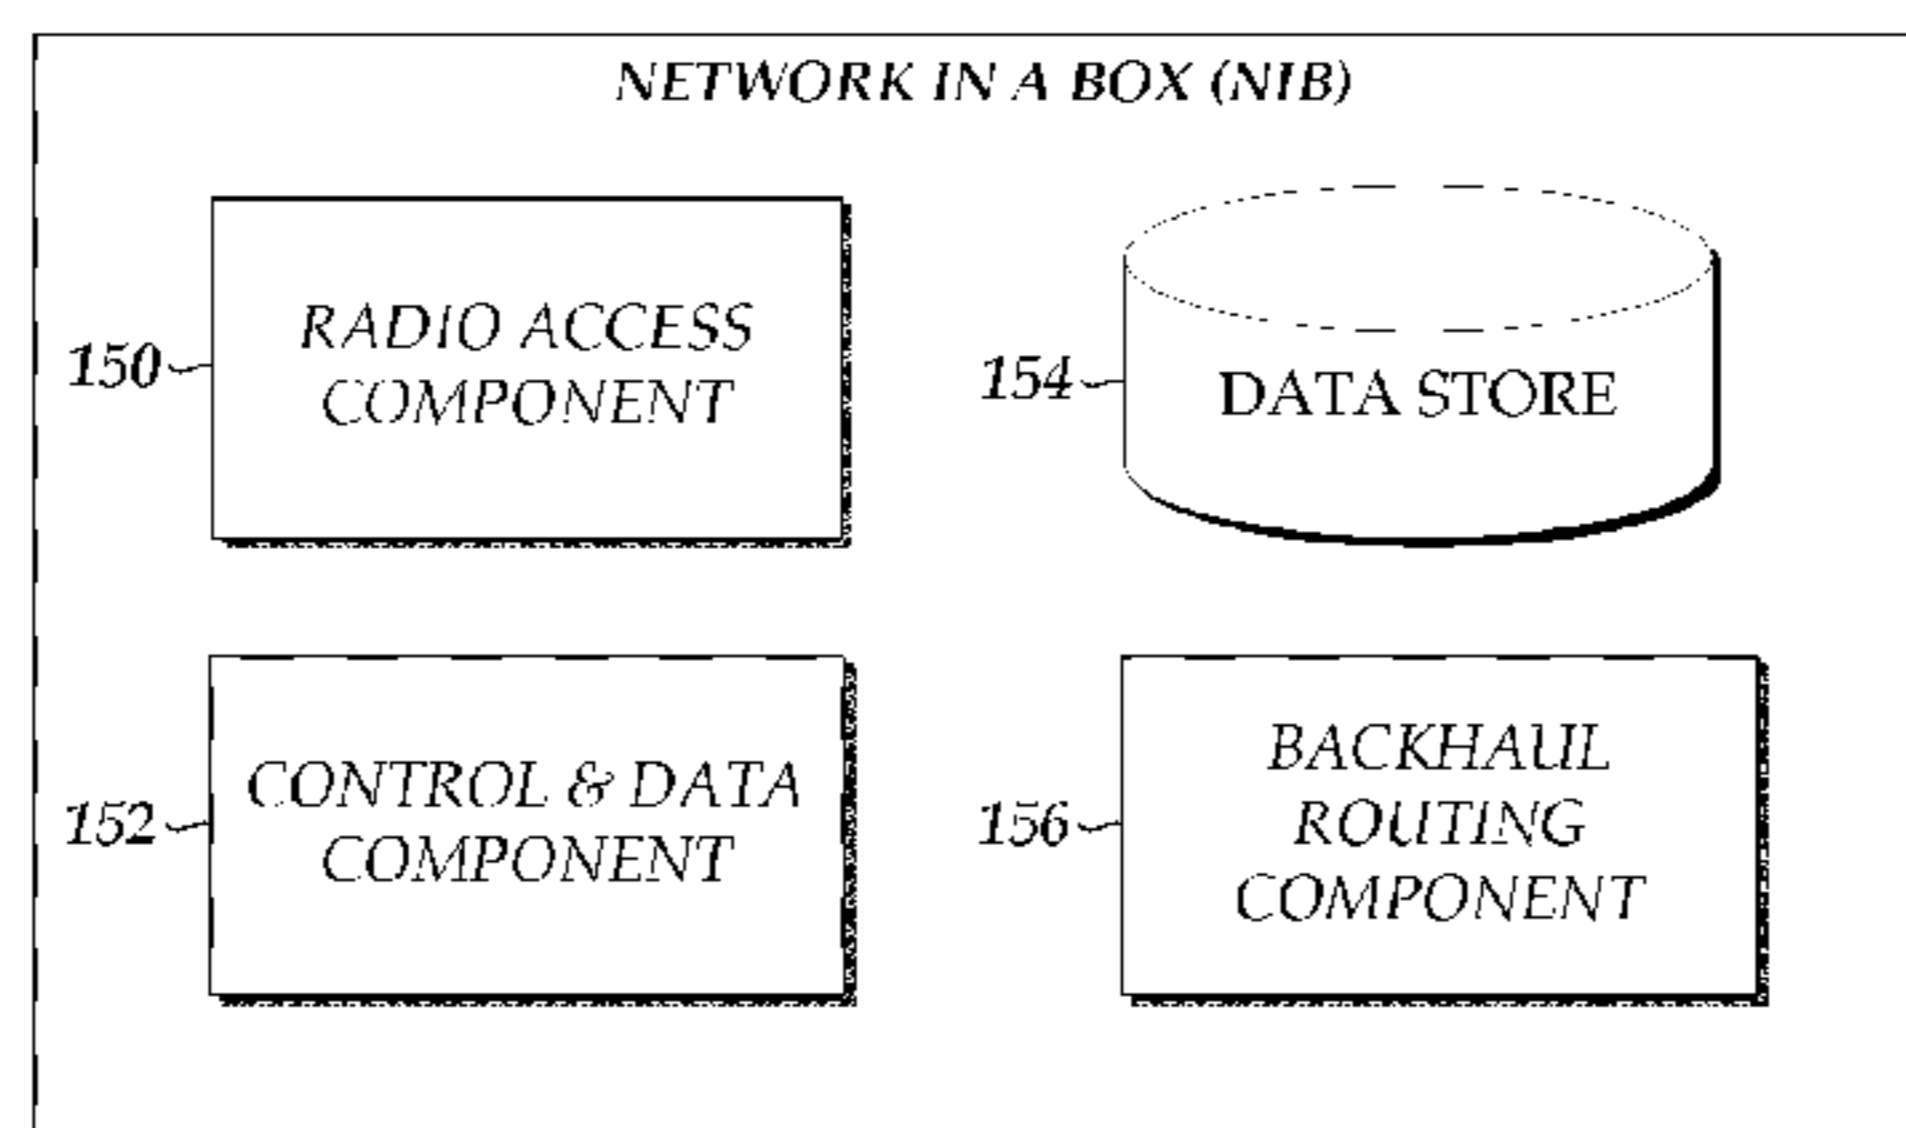 NETWORK IN A BOX (NIB)
150
RADIO ACCESS
COMPONENT
154
DATA STORE
152
CONTROL & DATA
COMPONENT
156
BACKHAUL
ROUTING
COMPONENT